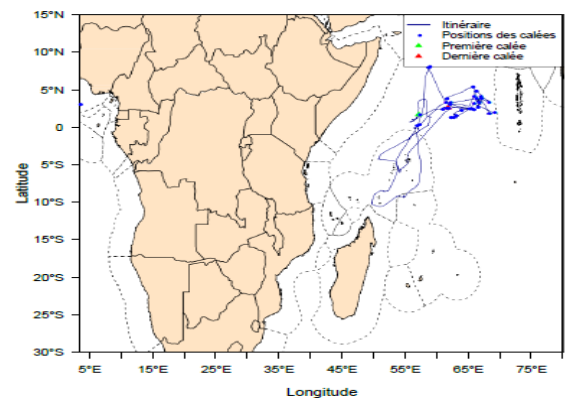 15°N
10°N
5°N
0
5°S
10°S
15°S
20°S
25°S
30°S
Latitude
Itinéraire
Positions des calées
Première calée
Dernière calée
5°E
15°E
25°E
35°E
45°E
55°E
65°E
75°E
Longitude